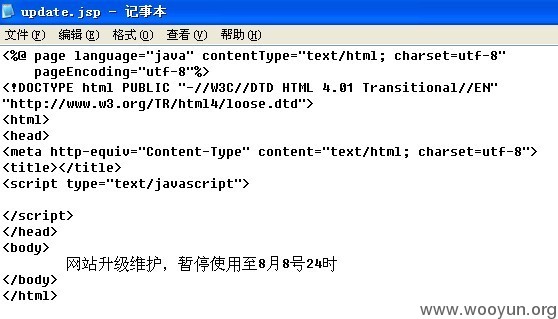 update.jsp - 记事本
文件(F) 编辑(E) 格式(O) 查看(V) 帮助(H)
<%@ page language="java" contentType="text/html; charset=utf-8"
    pageEncoding="utf-8"%>
<!DOCTYPE html PUBLIC "-//W3C//DTD HTML 4.01 Transitional//EN"
"http://www.w3.org/TR/html4/loose.dtd">
<html>
<head>
<meta http-equiv="Content-Type" content="text/html; charset=utf-8">
<title></title>
<script type="text/javascript">
</script>
</head>
<body>
        网站升级维护，暂停使用至8月8号24时
</body>
</html>
www.wooyun.org